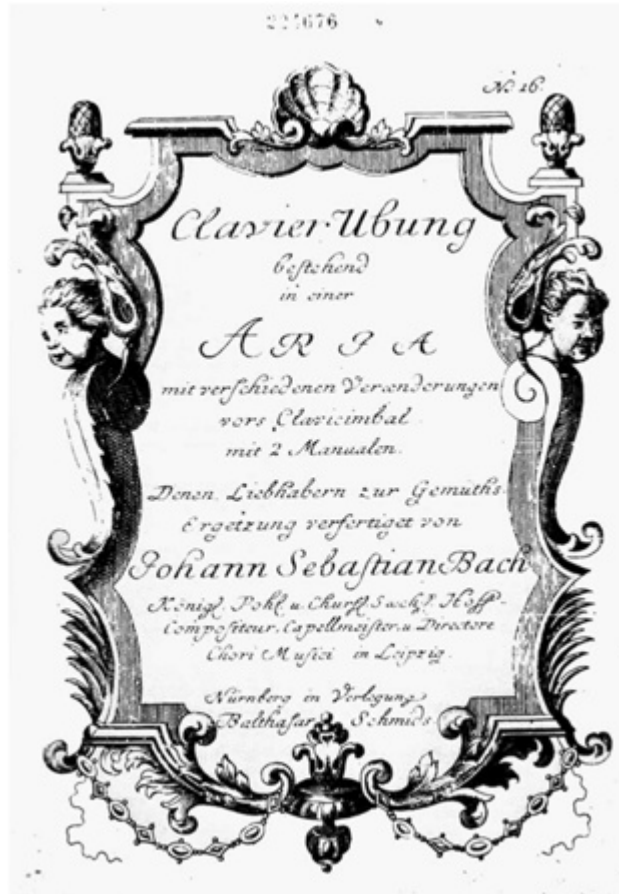 224676
No. 16.
Clavier Ubung
bestehend
in einer
ARIA
mit verschiedenen Veraenderungen
vors Clavicimbal
mit 2 Manualen.
Denen Liebhabern zur Gemüths-
Ergetzung verfertiget von
Johann Sebastian Bach
Königl. Pohl. u. Churfl. Sæchs. Hoff-
Compositeur, Capellmeister, u. Directore
Chori Musici in Leipzig.
Nürnberg in Verlegung
Balthasar Schmids